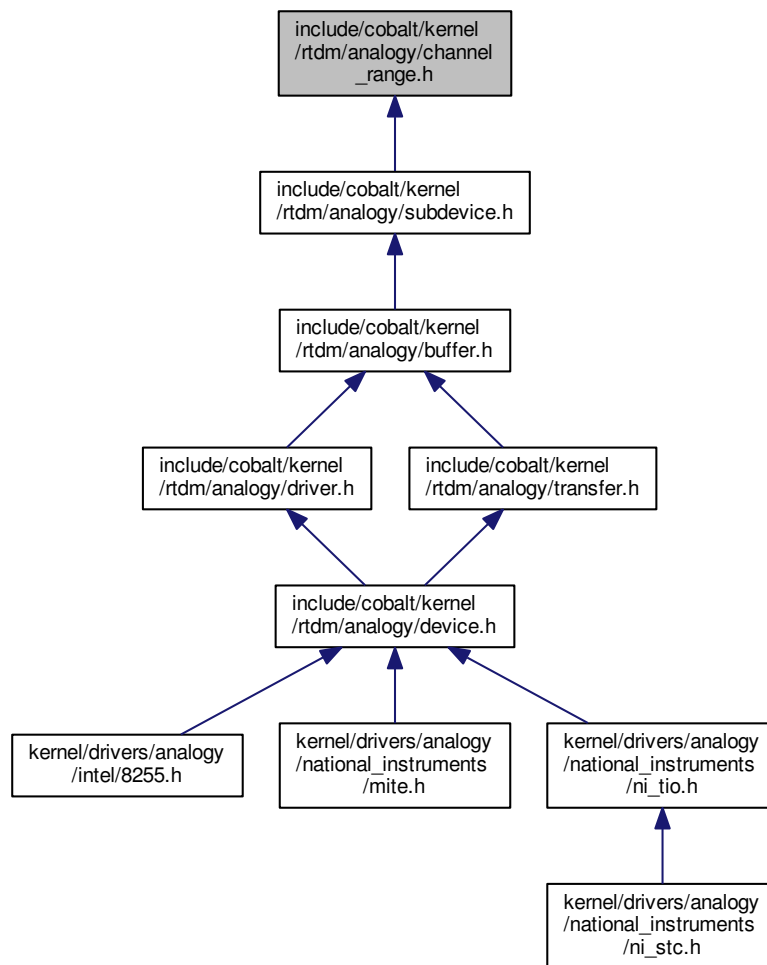 include/cobalt/kernel
/rtdm/analogy/channel
_range.h
include/cobalt/kernel
/rtdm/analogy/subdevice.h
include/cobalt/kernel
/rtdm/analogy/buffer.h
include/cobalt/kernel
/rtdm/analogy/driver.h
include/cobalt/kernel
/rtdm/analogy/transfer.h
include/cobalt/kernel
/rtdm/analogy/device.h
kernel/drivers/analogy
/intel/8255.h
kernel/drivers/analogy
/national_instruments
/mite.h
kernel/drivers/analogy
/national_instruments
/ni_tio.h
kernel/drivers/analogy
/national_instruments
/ni_stc.h